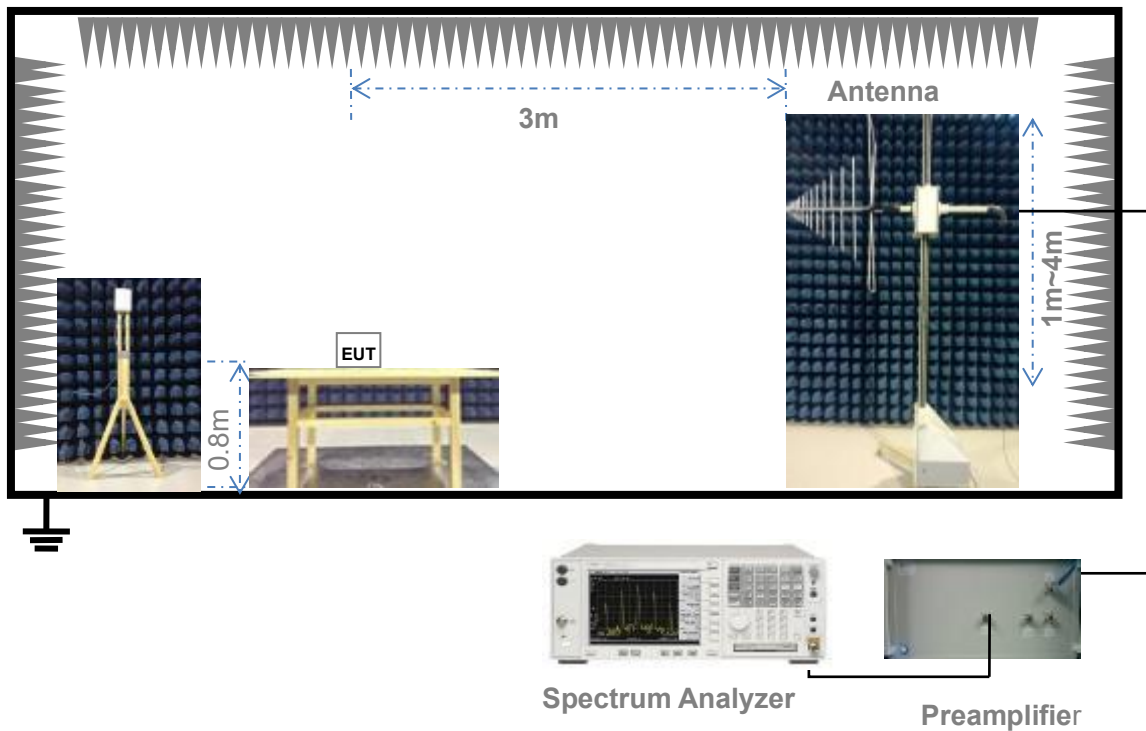 Antenna
3m
1m~4m
EUT
0.8m
Spectrum Analyzer
Preamplifier